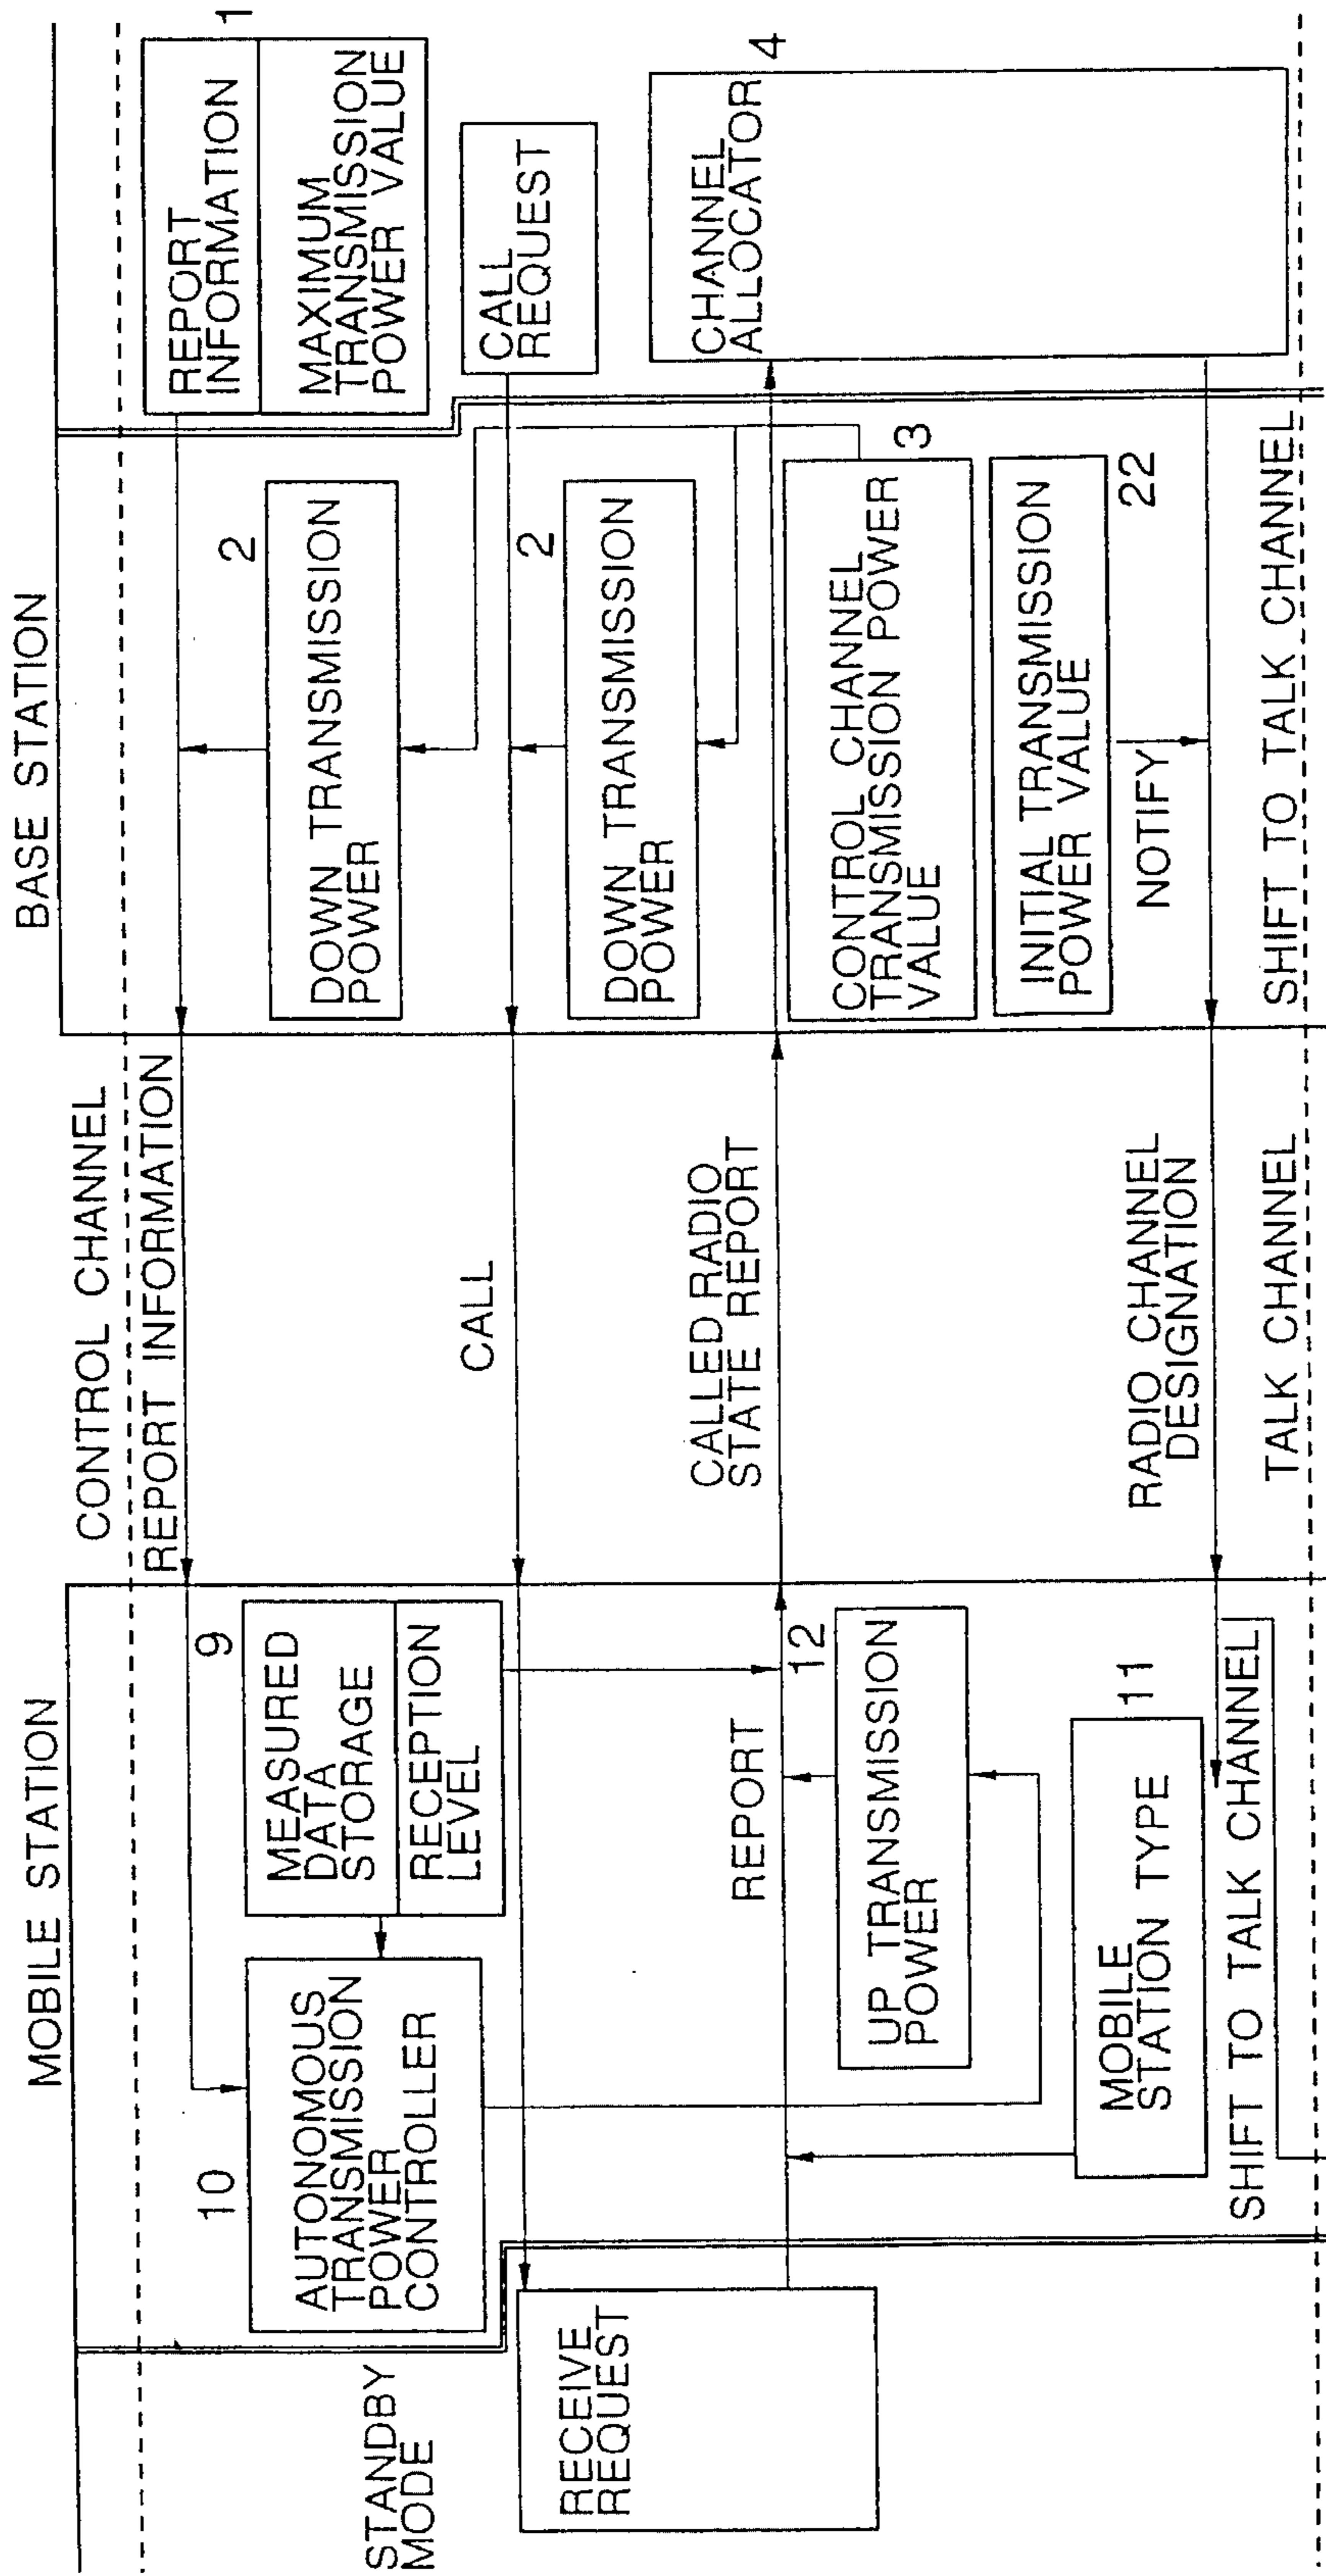 MOBILE STATION
BASE STATION
CONTROL CHANNEL
REPORT INFORMATION
STANDBY
MODE
10
AUTONOMOUS
TRANSMISSION
POWER
CONTROLLER
9
MEASURED
DATA
STORAGE
RECEPTION
LEVEL
2
DOWN TRANSMISSION
POWER
1
REPORT
INFORMATION
MAXIMUM
TRANSMISSION
POWER VALUE
CALL
CALL
REQUEST
2
DOWN TRANSMISSION
POWER
RECEIVE
REQUEST
REPORT
12
UP TRANSMISSION
POWER
CALLED RADIO
STATE REPORT
4
CHANNEL
ALLOCATOR
CONTROL CHANNEL
TRANSMISSION POWER
VALUE
3
INITIAL TRANSMISSION
POWER VALUE
22
NOTIFY
MOBILE
STATION TYPE
11
RADIO CHANNEL
DESIGNATION
SHIFT TO TALK CHANNEL
TALK CHANNEL
SHIFT TO TALK CHANNEL